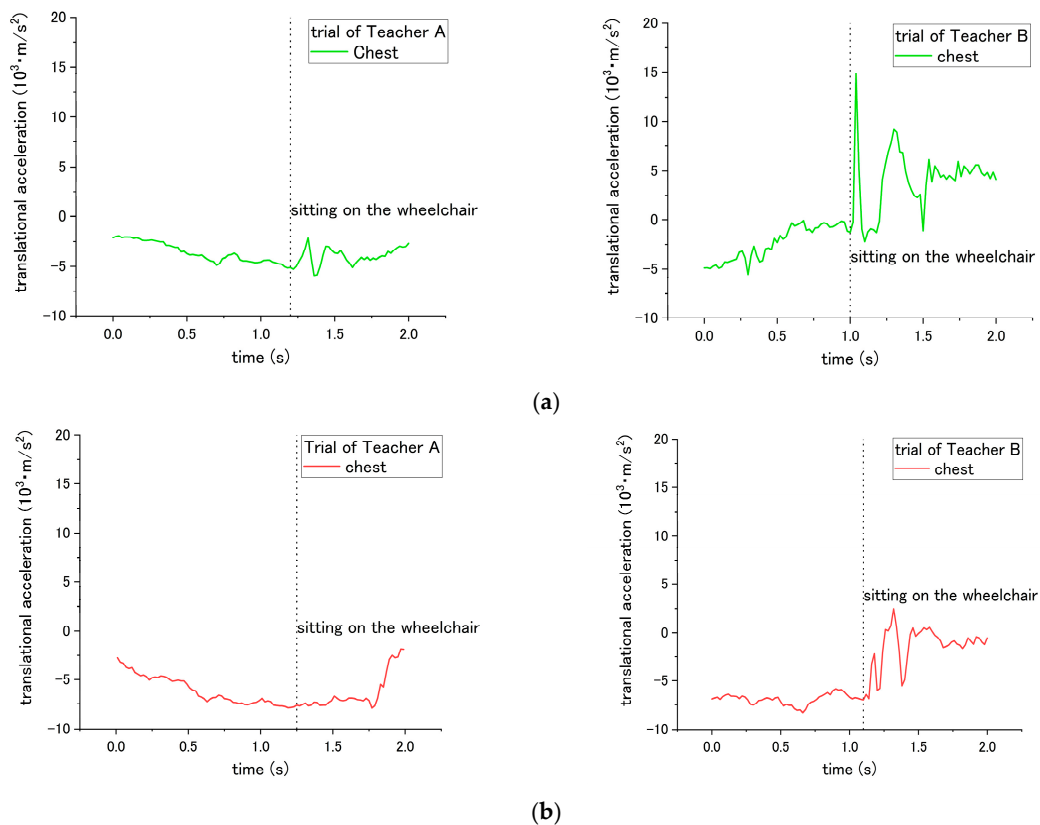 translational acceleration (10³·m/s²)
20
15
10
5
0
−5
−10
trial of Teacher A
Chest
sitting on the wheelchair
0.0 0.5 1.0 1.5 2.0
time (s)
translational acceleration (10³·m/s²)
20
15
10
5
0
−5
−10
trial of Teacher B
chest
sitting on the wheelchair
0.0 0.5 1.0 1.5 2.0
time (s)
(a)
translational acceleration (10³·m/s²)
20
15
10
5
0
−5
−10
Trial of Teacher A
chest
sitting on the wheelchair
0.0 0.5 1.0 1.5 2.0
time (s)
translational acceleration (10³·m/s²)
20
15
10
5
0
−5
−10
trial of Teacher B
chest
sitting on the wheelchair
0.0 0.5 1.0 1.5 2.0
time (s)
(b)